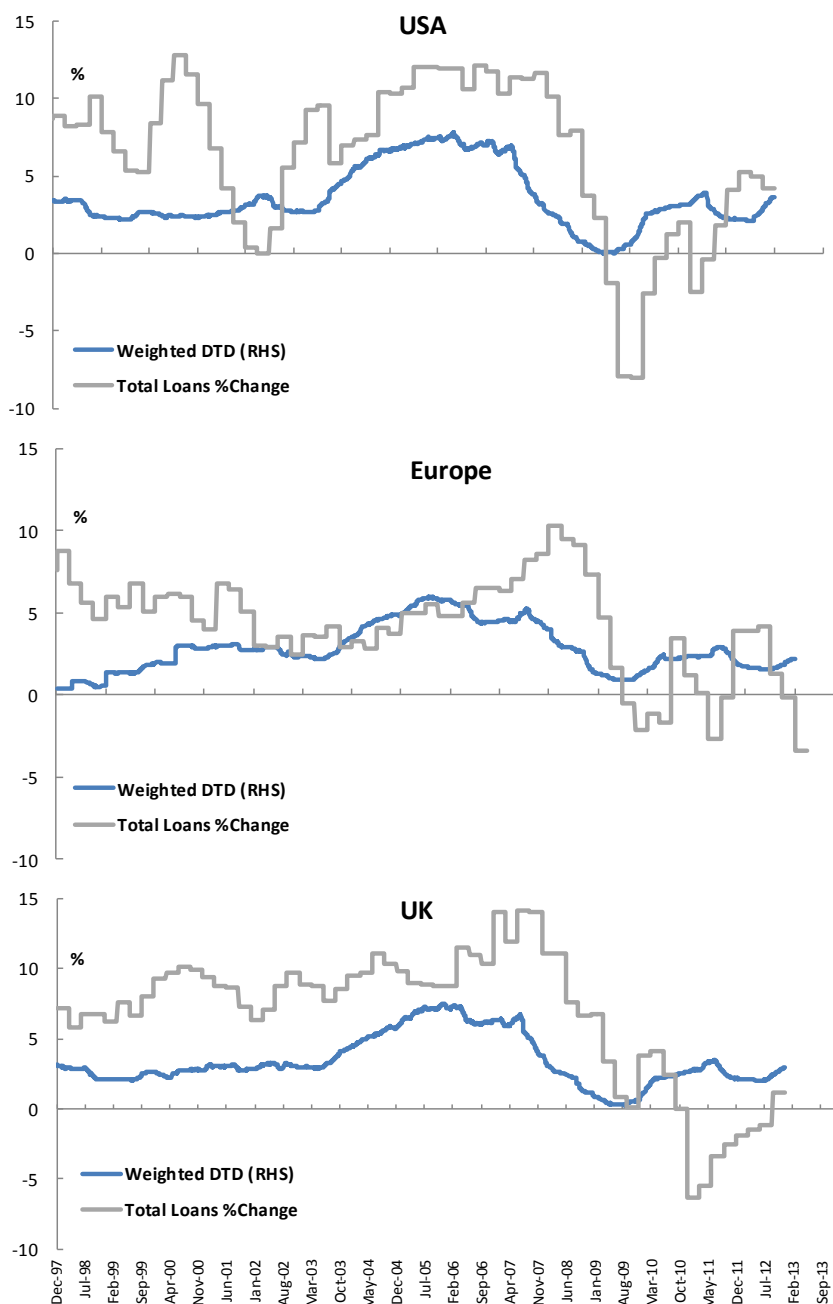 USA
%
15
10
5
0
-5
-10
Weighted DTD (RHS)
Total Loans %Change
Europe
%
15
10
5
0
-5
-10
Weighted DTD (RHS)
Total Loans %Change
UK
%
15
10
5
0
-5
-10
Weighted DTD (RHS)
Total Loans %Change
Dec-97
Jul-98
Feb-99
Sep-99
Apr-00
Nov-00
Jun-01
Jan-02
Aug-02
Mar-03
Oct-03
May-04
Dec-04
Jul-05
Feb-06
Sep-06
Apr-07
Nov-07
Jun-08
Jan-09
Aug-09
Mar-10
Oct-10
May-11
Dec-11
Jul-12
Feb-13
Sep-13